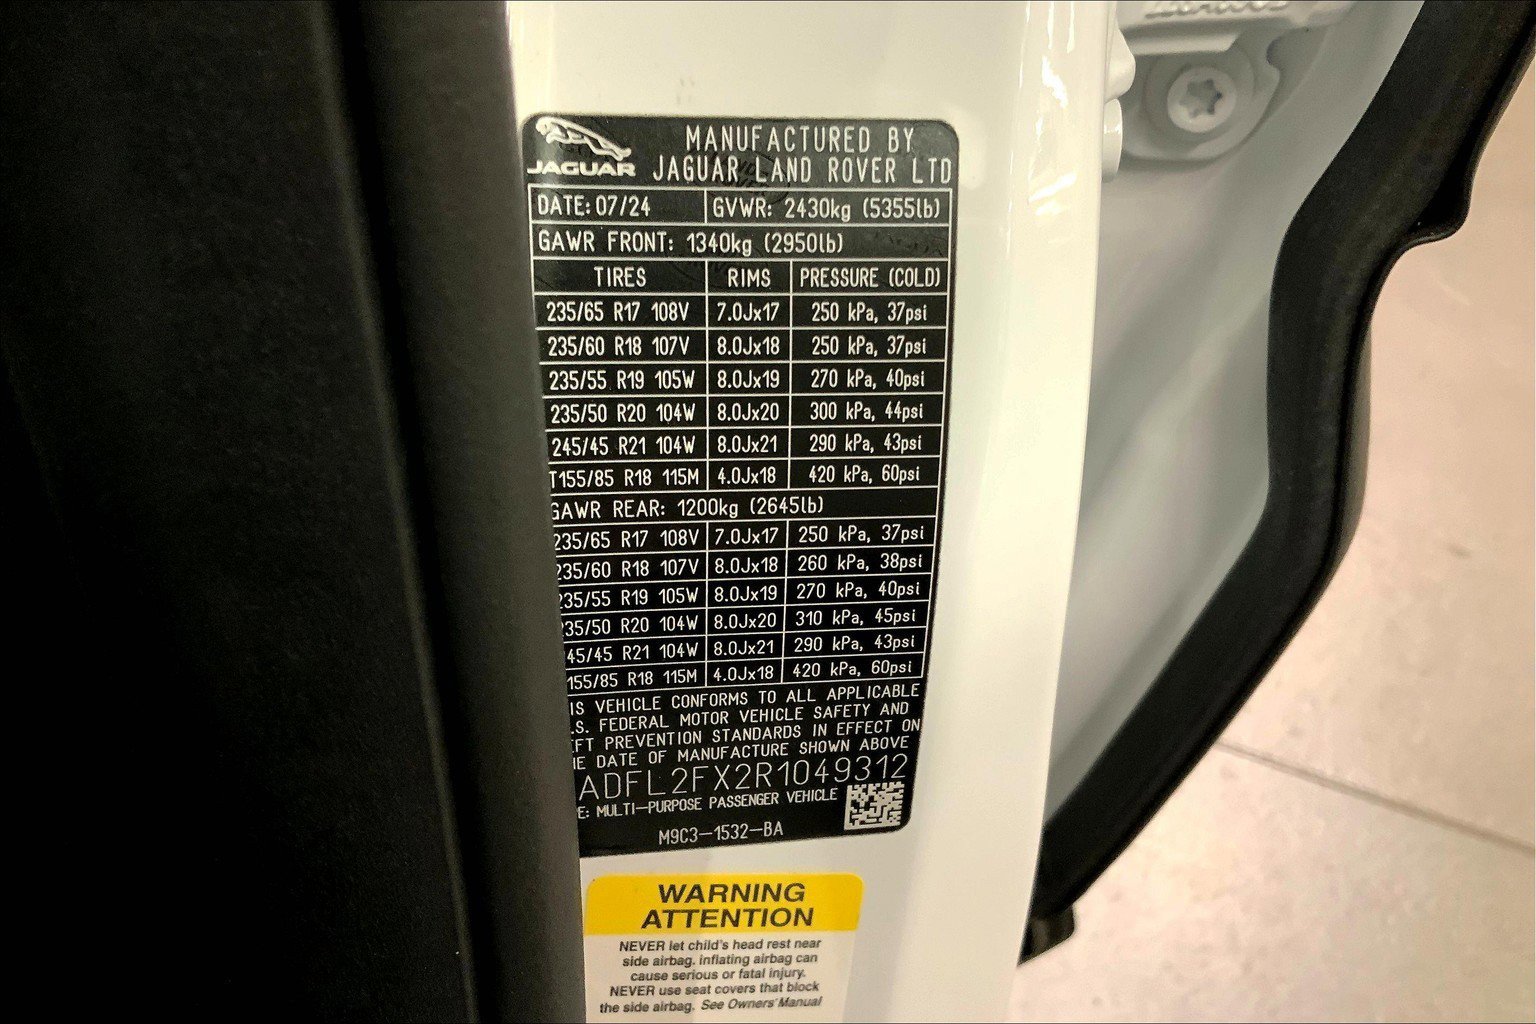 JAGUAR
MANUFACTURED BY
JAGUAR LAND ROVER LTD
DATE: 07/24 GVWR: 2430kg (5355lb)
GAWR FRONT: 1340kg (2950lb)
TIRES RIMS PRESSURE (COLD)
235/65 R17 108V 7.0Jx17 250 kPa, 37psi
235/60 R18 107V 8.0Jx18 250 kPa, 37psi
235/55 R19 105W 8.0Jx19 270 kPa, 40psi
235/50 R20 104W 8.0Jx20 300 kPa, 44psi
245/45 R21 104W 8.0Jx21 290 kPa, 43psi
T155/85 R18 115M 4.0Jx18 420 kPa, 60psi
GAWR REAR: 1200kg (2645lb)
235/65 R17 108V 7.0Jx17 250 kPa, 37psi
235/60 R18 107V 8.0Jx18 260 kPa, 38psi
235/55 R19 105W 8.0Jx19 270 kPa, 40psi
35/50 R20 104W 8.0Jx20 310 kPa, 45psi
45/45 R21 104W 8.0Jx21 290 kPa, 43psi
155/85 R18 115M 4.0Jx18 420 kPa, 60psi
IS VEHICLE CONFORMS TO ALL APPLICABLE
.S. FEDERAL MOTOR VEHICLE SAFETY AND
FT PREVENTION STANDARDS IN EFFECT ON
E DATE OF MANUFACTURE SHOWN ABOVE
ADFL2FX2R1049312
E: MULTI-PURPOSE PASSENGER VEHICLE
M9C3-1532-BA
WARNING
ATTENTION
NEVER let child's head rest near
side airbag, inflating airbag can
cause serious or fatal injury.
NEVER use seat covers that block
the side airbag. See Owners' Manual